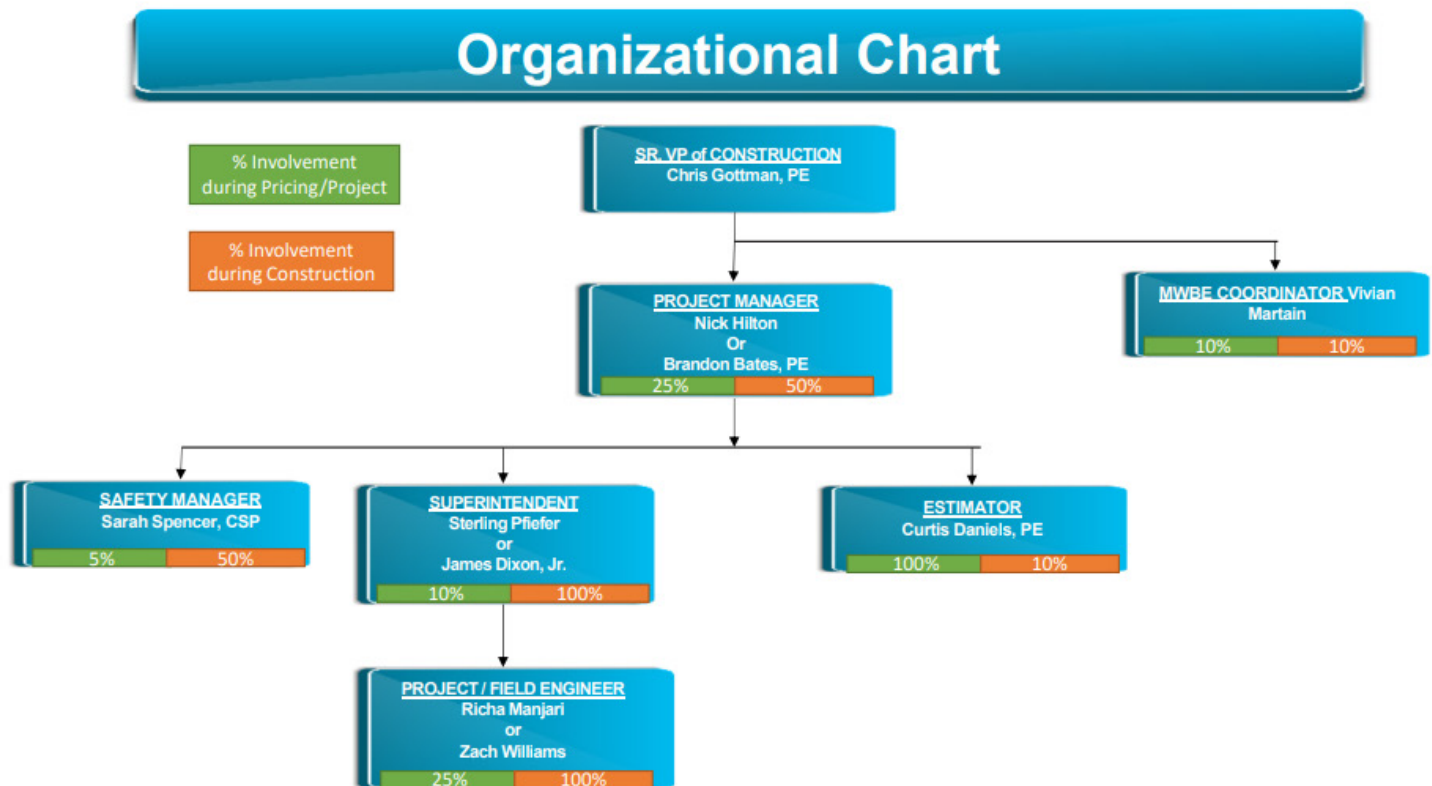 Organizational Chart
% Involvement
during Pricing/Project
% Involvement
during Construction
SR. VP of CONSTRUCTION
Chris Gottman, PE
PROJECT MANAGER
Nick Hilton
Or
Brandon Bates, PE
25% 50%
MWBE COORDINATOR Vivian
Martain
10% 10%
SAFETY MANAGER
Sarah Spencer, CSP
5% 50%
SUPERINTENDENT
Sterling Pfiefer
or
James Dixon, Jr.
10% 100%
ESTIMATOR
Curtis Daniels, PE
100% 10%
PROJECT / FIELD ENGINEER
Richa Manjari
or
Zach Williams
25% 100%